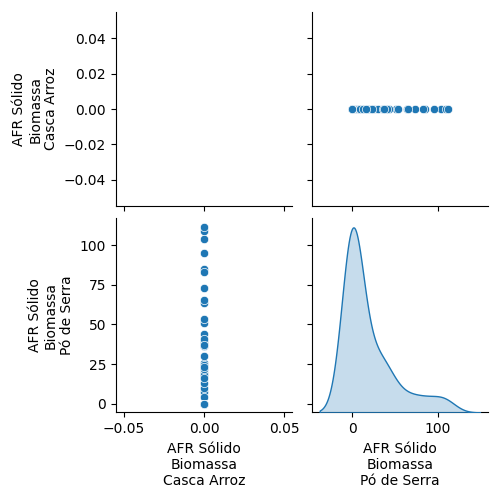 0.04
0.02
0.00
−0.02
−0.04
AFR Sólido
Biomassa
Casca Arroz
100
75
50
25
0
AFR Sólido
Biomassa
Pó de Serra
−0.05
0.00
0.05
AFR Sólido
Biomassa
Casca Arroz
0
100
AFR Sólido
Biomassa
Pó de Serra